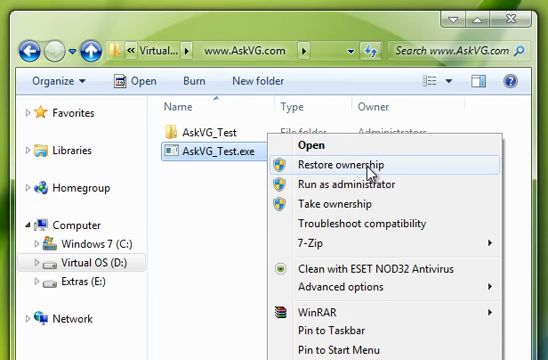 « Virtual... ▸ www.AskVG.com ▸ Search www.AskVG.com
Organize Open Burn New folder
Name Type Owner
Favorites
Libraries
Homegroup
Computer
Windows 7 (C:)
Virtual OS (D:)
Extras (E:)
Network
AskVG_Test File folder Administrators
AskVG_Test.exe
Open
Restore ownership
Run as administrator
Take ownership
Troubleshoot compatibility
7-Zip
Clean with ESET NOD32 Antivirus
Advanced options
WinRAR
Pin to Taskbar
Pin to Start Menu